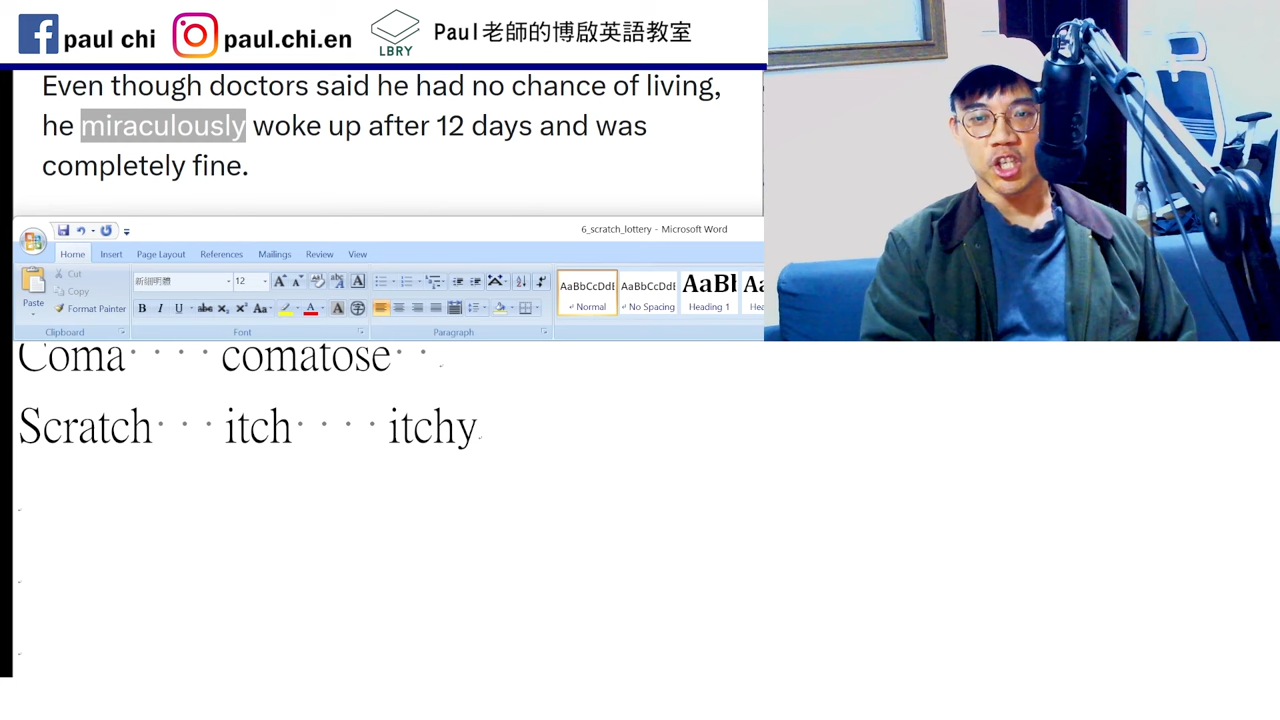 paul chi
paul.chi.en
LBRY
Paul老師的博啟英語教室
Even though doctors said he had no chance of living,
he miraculously woke up after 12 days and was
completely fine.
6_scratch_lottery - Microsoft Word
Home Insert Page Layout References Mailings Review View
Cut
Copy
Format Painter
Paste
新細明體 12
AaBbCcDdE AaBbCcDdE AaBb Aa
Normal No Spacing Heading 1 Hea
Clipboard Font Paragraph
Coma comatose
Scratch itch itchy